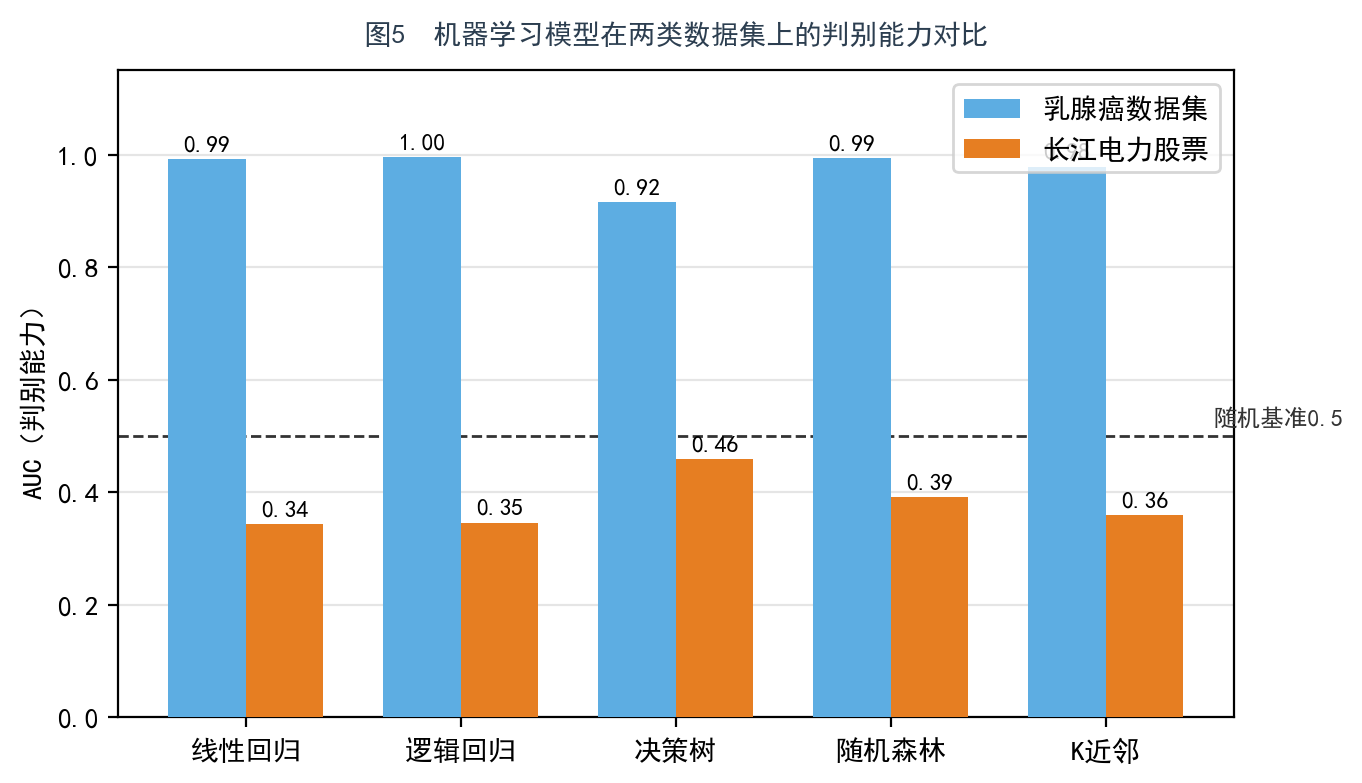 图5　机器学习模型在两类数据集上的判别能力对比
乳腺癌数据集
长江电力股票
AUC（判别能力）
1.0
0.8
0.6
0.4
0.2
0.0
0.99
0.34
1.00
0.35
0.92
0.46
0.99
0.39
0.36
随机基准0.5
线性回归
逻辑回归
决策树
随机森林
K近邻